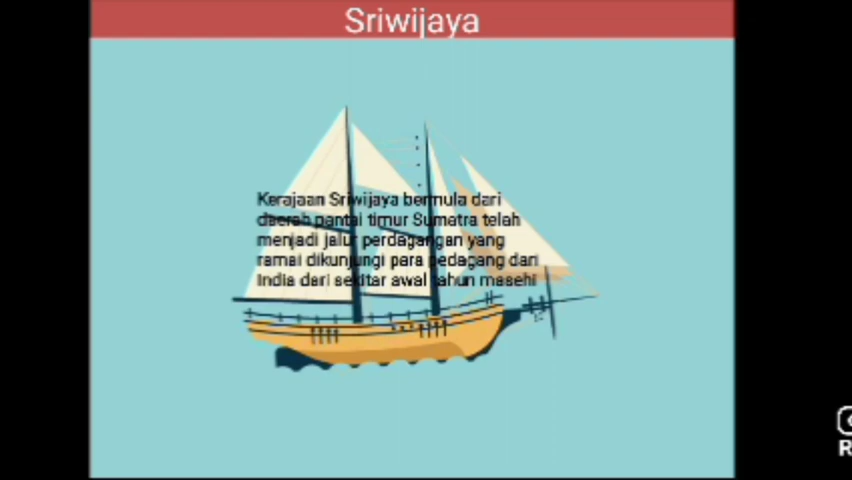 Sriwijaya
Kerajaan Sriwijaya bermula dari
daerah pantai timur Sumatra telah
menjadi jalur perdagangan yang
ramai dikunjungi para pedagang dari
India dari sekitar awal tahun masehi
R